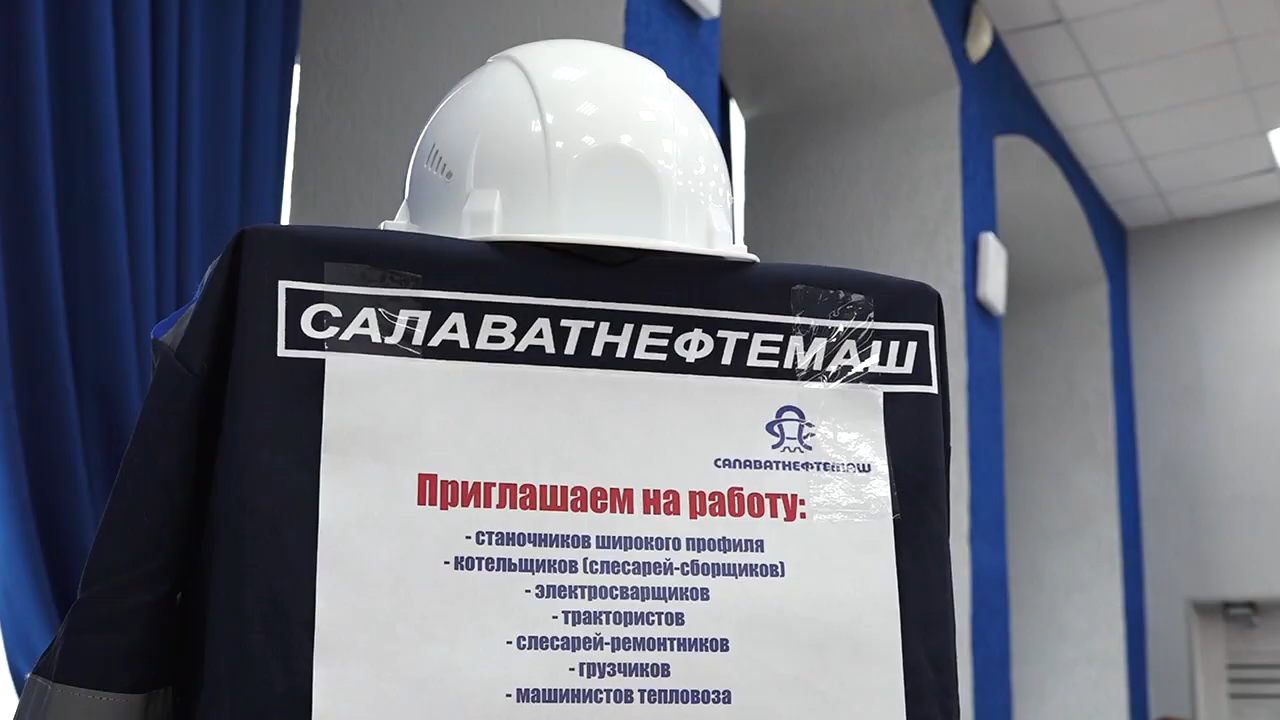 САЛАВАТНЕФТЕМАШ
САЛАВАТНЕФТЕМАШ
Приглашаем на работу:
- станочников широкого профиля
- котельщиков (слесарей-сборщиков)
- электросварщиков
- трактористов
- слесарей-ремонтников
- грузчиков
- машинистов тепловоза